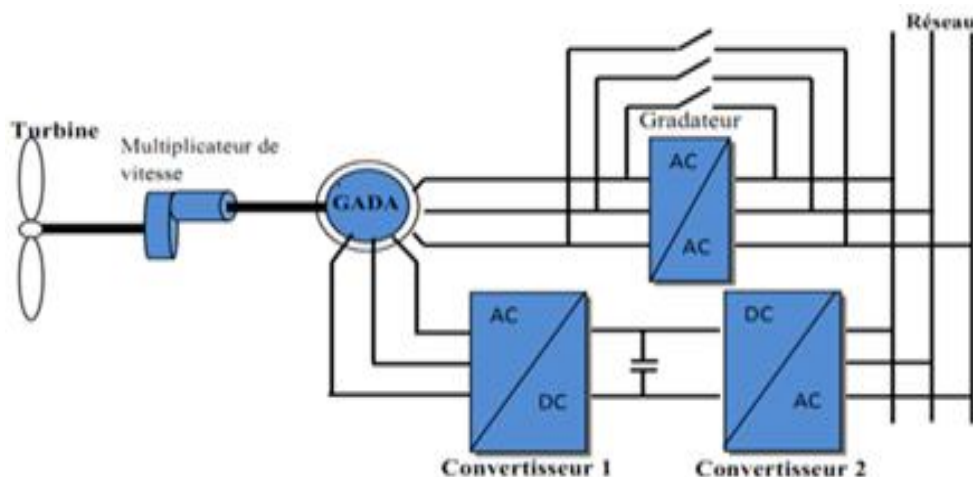 Réseau
Turbine
Multiplicateur de
vitesse
GADA
Gradateur
AC
AC
AC
DC
Convertisseur 1
DC
AC
Convertisseur 2